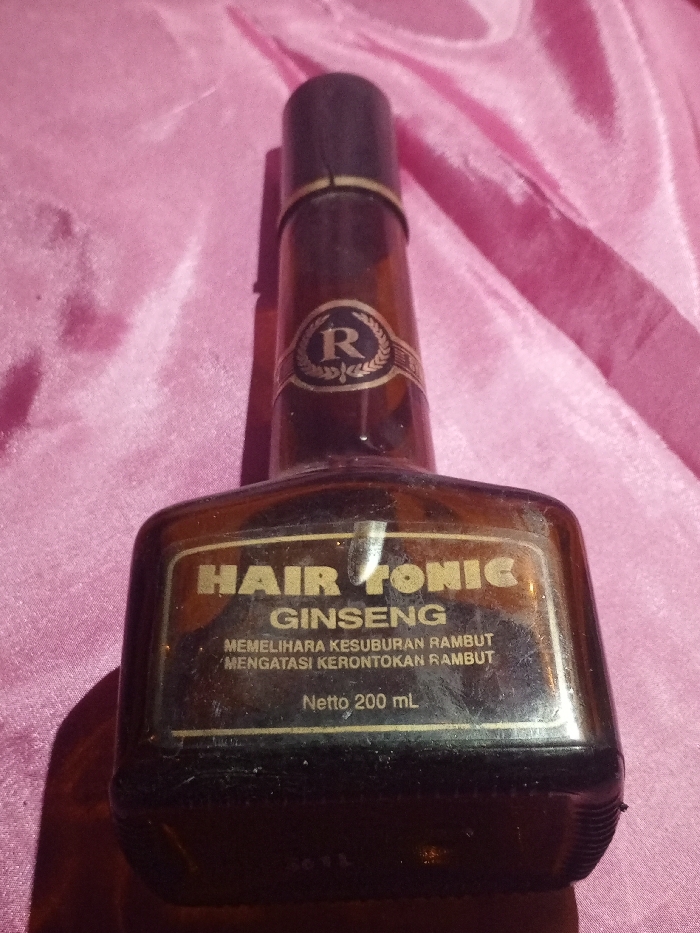 R
HAIR TONIC
GINSENG
MEMELIHARA KESUBURAN RAMBUT
MENGATASI KERONTOKAN RAMBUT
Netto 200 mL